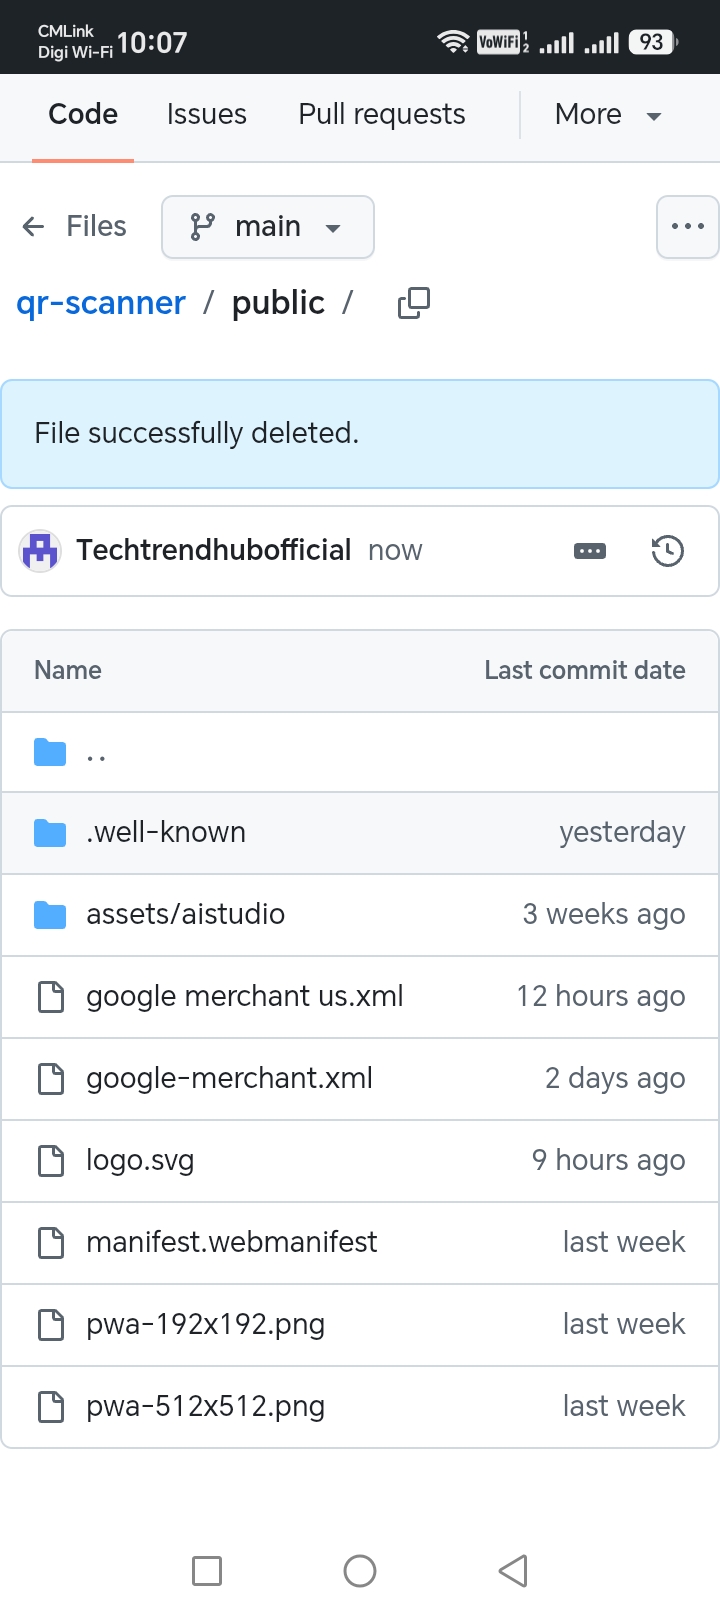 CMLink
Digi Wi-Fi
10:07
VoWiFi 1 2
93
Code Issues Pull requests More
Files main
qr-scanner / public /
File successfully deleted.
Techtrendhubofficial now
Name Last commit date
..
.well-known yesterday
assets/aistudio 3 weeks ago
google merchant us.xml 12 hours ago
google-merchant.xml 2 days ago
logo.svg 9 hours ago
manifest.webmanifest last week
pwa-192x192.png last week
pwa-512x512.png last week